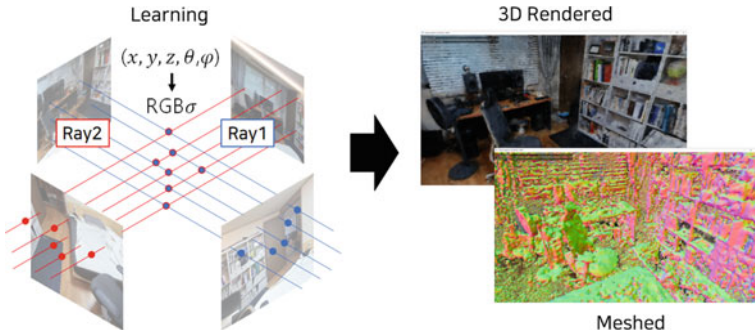 Learning
(x, y, z, θ, φ)
RGBσ
Ray2
Ray1
3D Rendered
Meshed